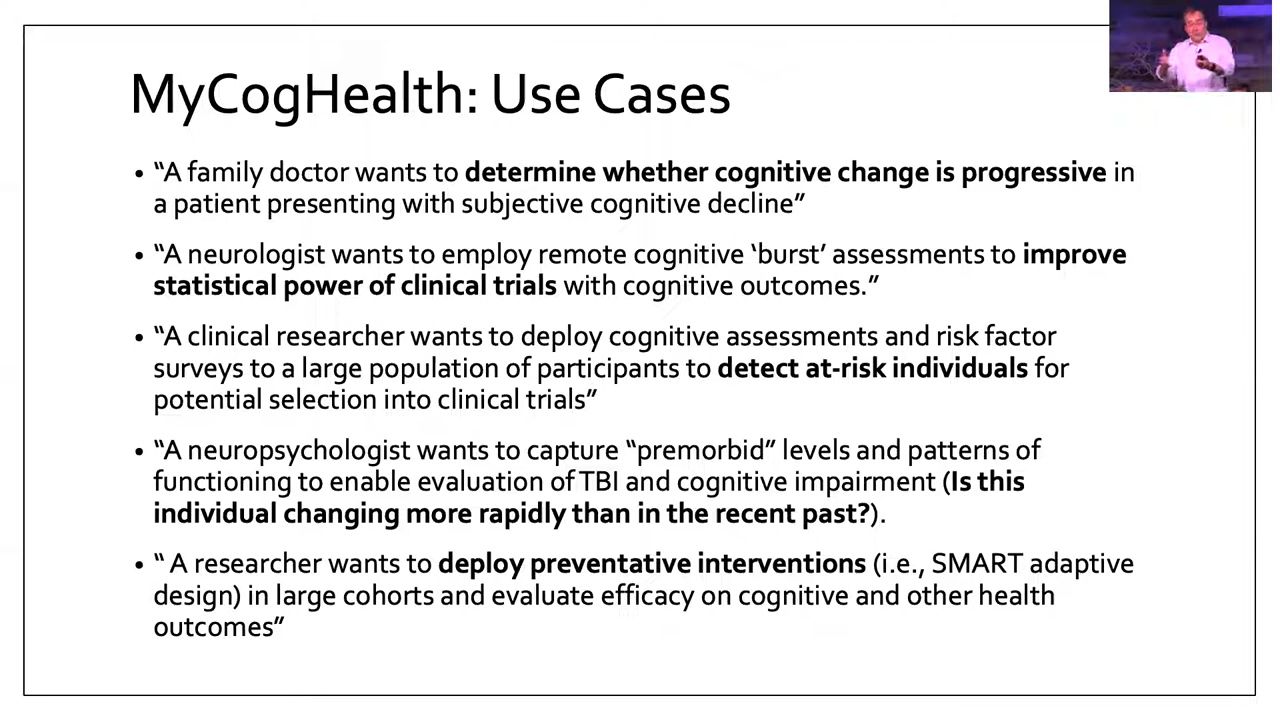 MyCogHealth: Use Cases
• “A family doctor wants to determine whether cognitive change is progressive in
a patient presenting with subjective cognitive decline”
• “A neurologist wants to employ remote cognitive ‘burst’ assessments to improve
statistical power of clinical trials with cognitive outcomes.”
• “A clinical researcher wants to deploy cognitive assessments and risk factor
surveys to a large population of participants to detect at-risk individuals for
potential selection into clinical trials”
• “A neuropsychologist wants to capture “premorbid” levels and patterns of
functioning to enable evaluation of TBI and cognitive impairment (Is this
individual changing more rapidly than in the recent past?).
• “ A researcher wants to deploy preventative interventions (i.e., SMART adaptive
design) in large cohorts and evaluate efficacy on cognitive and other health
outcomes”